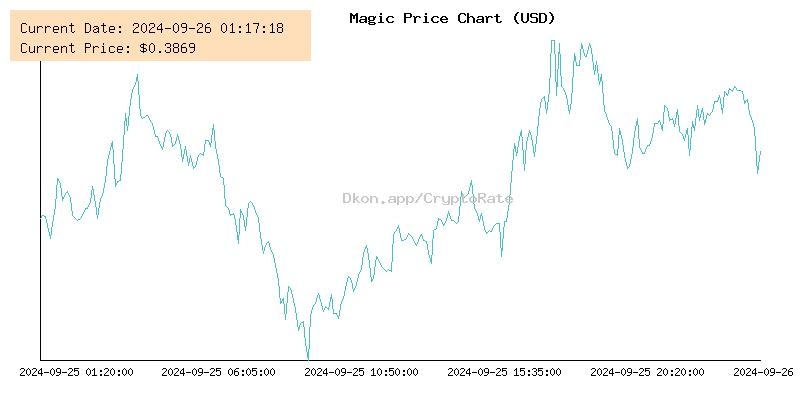 Magic Price Chart (USD)
Current Date: 2024-09-26 01:17:18
Current Price: $0.3869
Dkon.app/CryptoRate
2024-09-25 01:20:00 2024-09-25 06:05:00 2024-09-25 10:50:00 2024-09-25 15:35:00 2024-09-25 20:20:00 2024-09-26